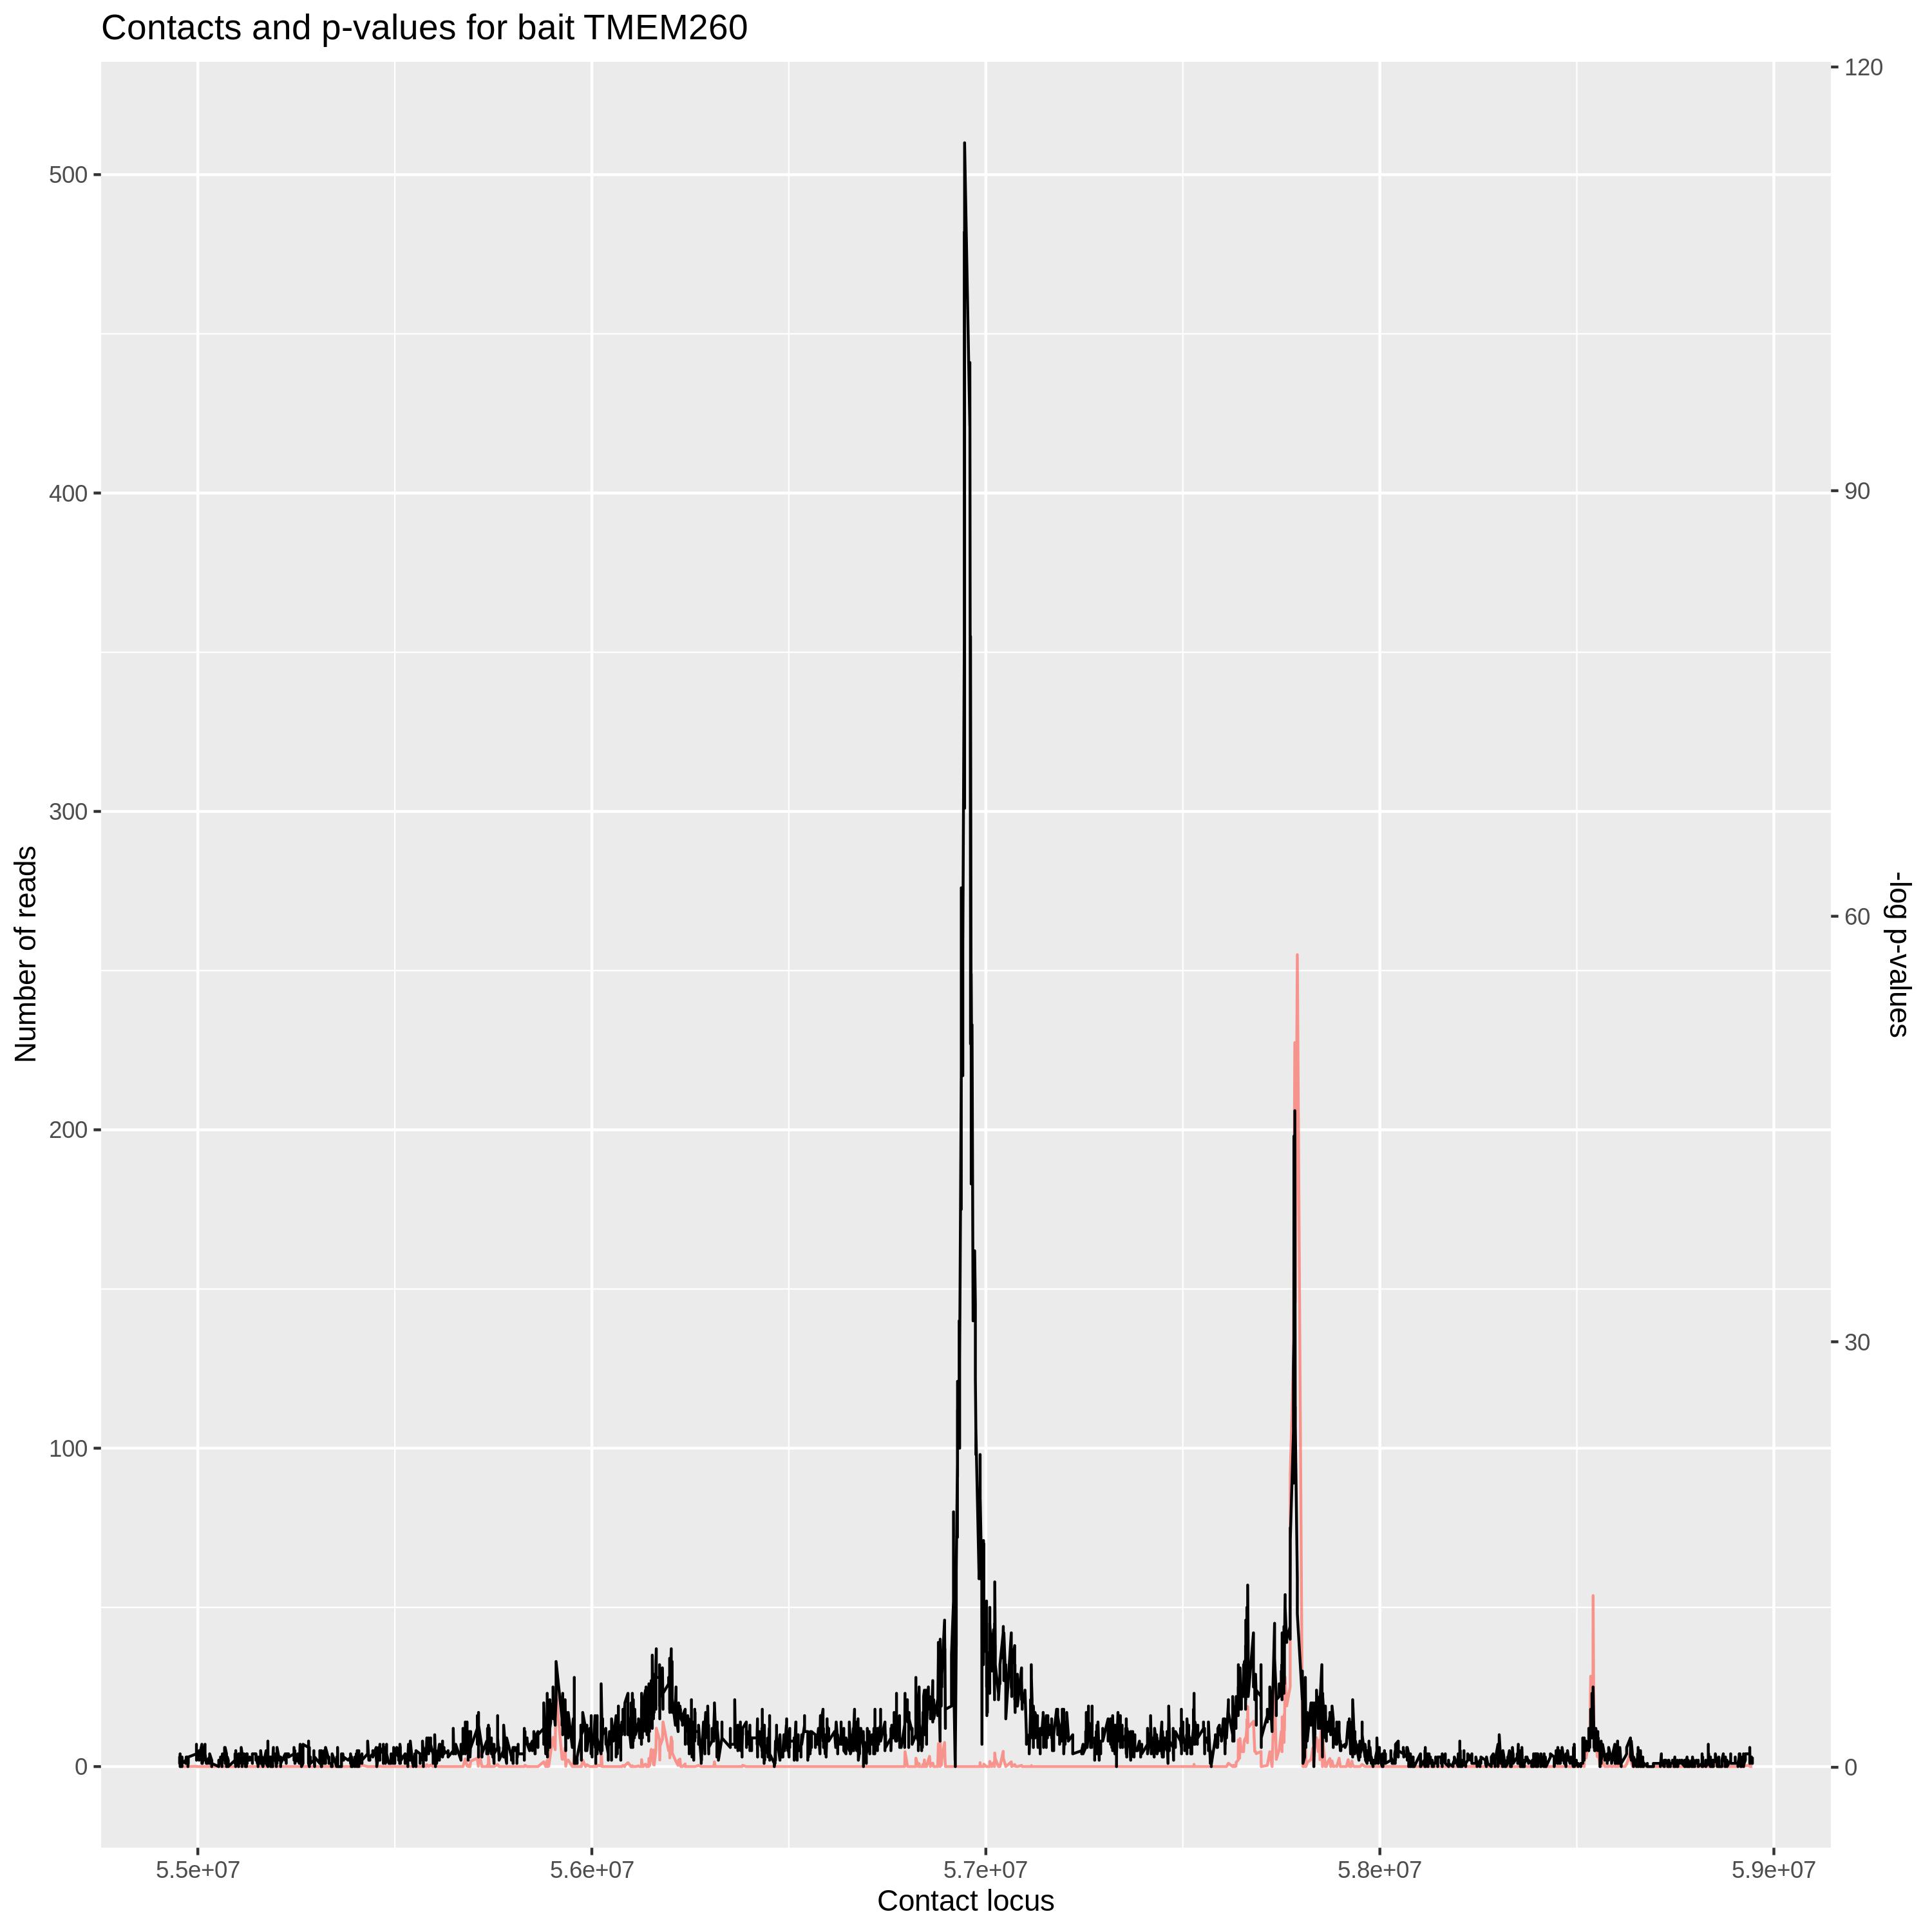 Contacts and p-values for bait TMEM260
120
500
400
90
300
Number of reads
60
-log p-values
200
30
100
0
0
5.5e+07
5.6e+07
5.7e+07
5.8e+07
5.9e+07
Contact locus